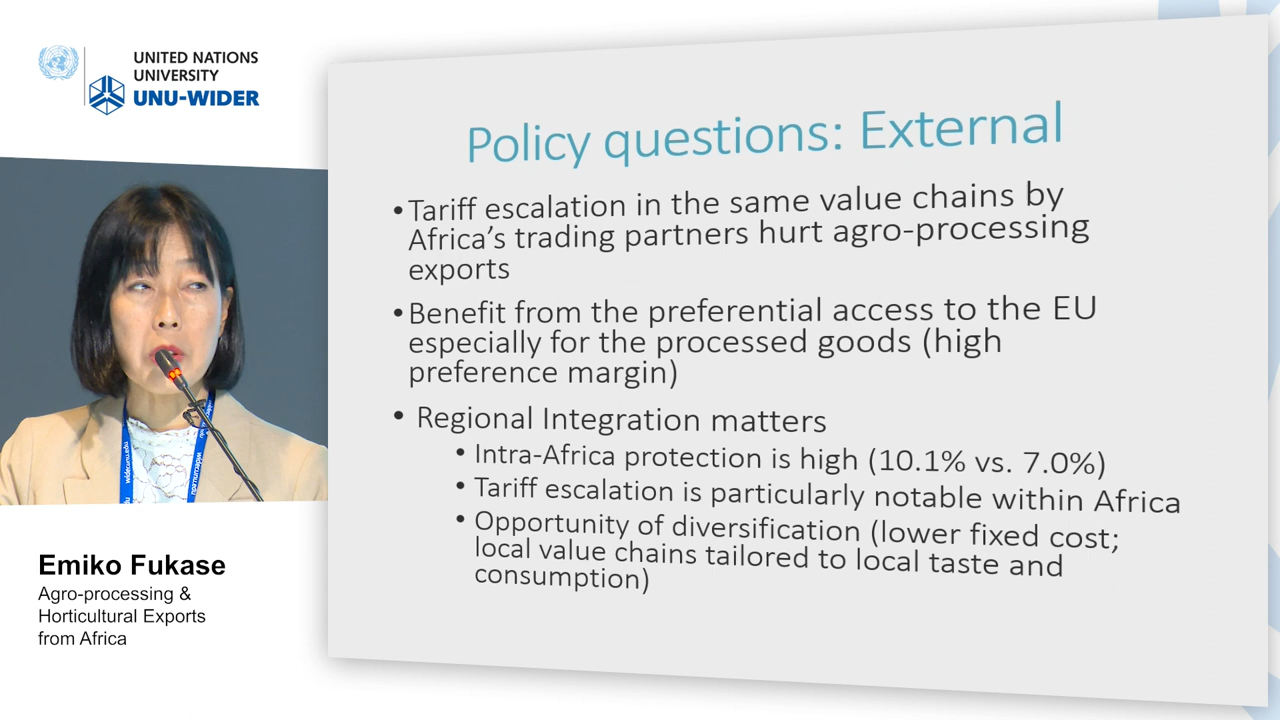 UNITED NATIONS
UNIVERSITY
UNU-WIDER
Policy questions: External
•Tariff escalation in the same value chains by
Africa's trading partners hurt agro-processing
exports
•Benefit from the preferential access to the EU
especially for the processed goods (high
preference margin)
• Regional Integration matters
• Intra-Africa protection is high (10.1% vs. 7.0%)
• Tariff escalation is particularly notable within Africa
• Opportunity of diversification (lower fixed cost;
local value chains tailored to local taste and
consumption)
Emiko Fukase
Agro-processing &
Horticultural Exports
from Africa